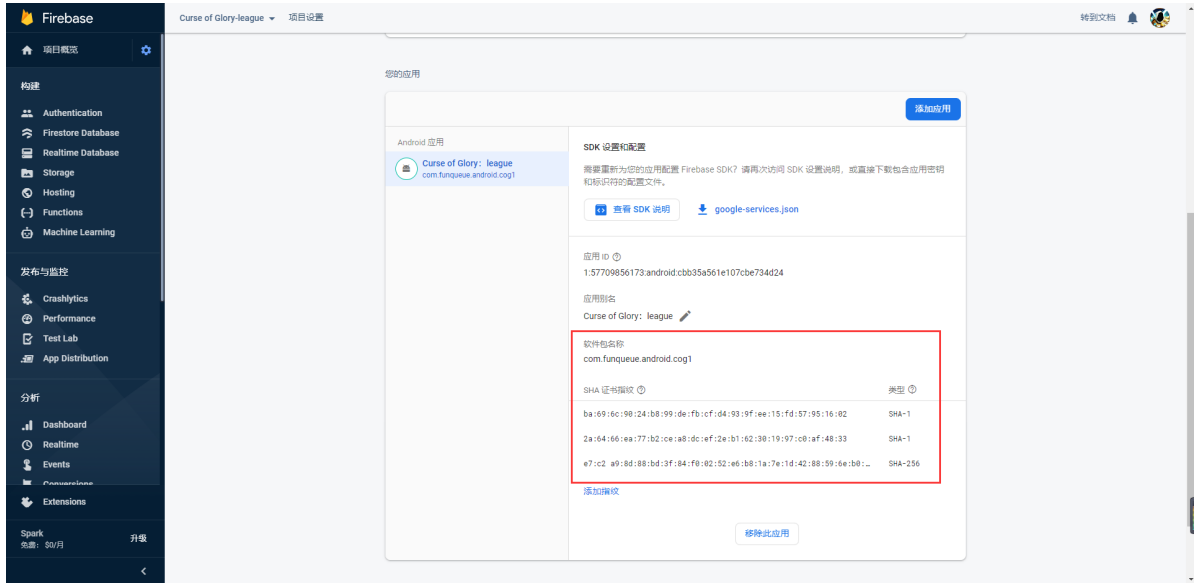 Firebase
Curse of Glory-league
项目设置
转到文档
项目概览
构建
Authentication
Firestore Database
Realtime Database
Storage
Hosting
Functions
Machine Learning
发布与监控
Crashlytics
Performance
Test Lab
App Distribution
分析
Dashboard
Realtime
Events
Conversions
Extensions
Spark
免费: $0/月
升级
您的应用
添加应用
Android 应用
Curse of Glory：league
com.funqueue.android.cog1
SDK 设置和配置
需要重新为您的应用配置 Firebase SDK？请再次访问 SDK 设置说明，或直接下载包含应用密钥
和标识符的配置文件。
查看 SDK 说明
google-services.json
应用 ID
1:57709856173:android:cbb35a561e107cbe734d24
应用别名
Curse of Glory：league
软件包名称
com.funqueue.android.cog1
SHA 证书指纹
类型
ba:69:6c:90:24:b8:99:de:fb:cf:d4:93:9f:ee:15:fd:57:95:16:02 SHA-1
2a:64:66:ea:77:b2:ce:a8:dc:ef:2e:b1:62:30:19:97:c0:af:48:33 SHA-1
e7:c2 a9:8d:88:bd:3f:84:f0:02:52:e6:b8:1a:7e:1d:42:88:59:6e:b0:… SHA-256
添加指纹
移除此应用